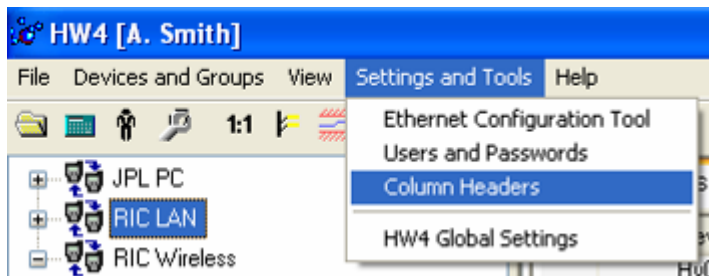 HW4 [A. Smith]
File Devices and Groups View Settings and Tools Help
1:1
Ethernet Configuration Tool
Users and Passwords
Column Headers
HW4 Global Settings
JPL PC
RIC LAN
RIC Wireless